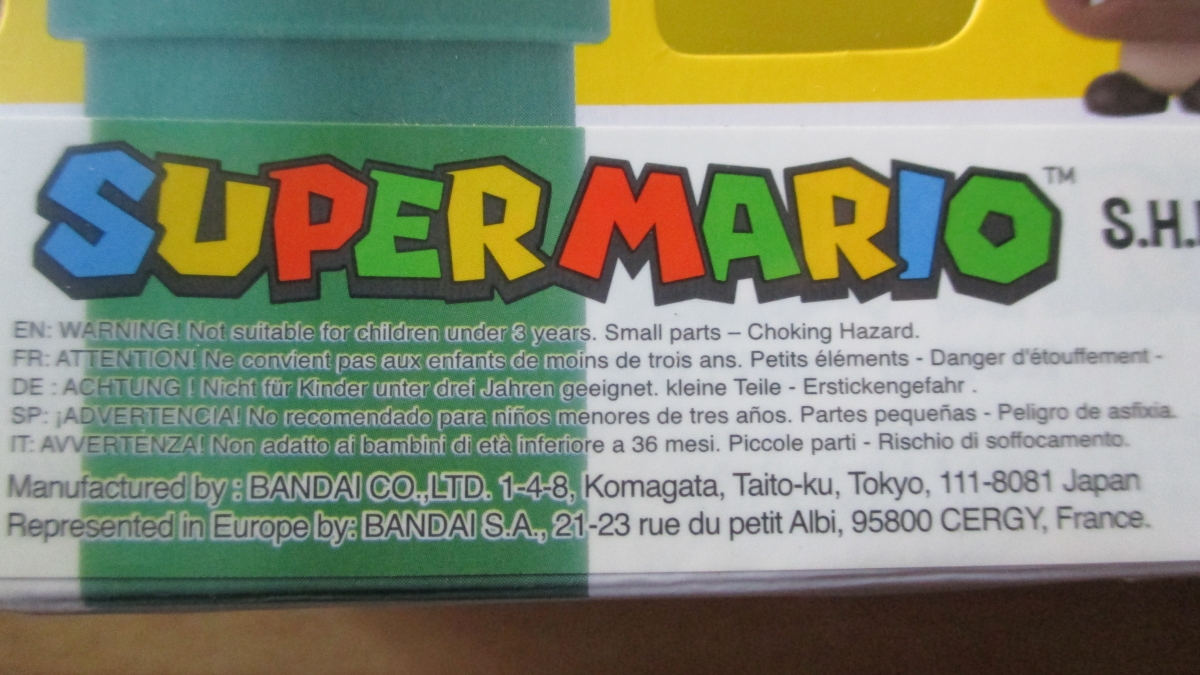 SUPER MARIO™
S.H.
EN: WARNING! Not suitable for children under 3 years. Small parts – Choking Hazard.
FR: ATTENTION! Ne convient pas aux enfants de moins de trois ans. Petits éléments - Danger d'étouffement -
DE : ACHTUNG ! Nicht für Kinder unter drei Jahren geeignet. kleine Teile - Erstickengefahr .
SP: ¡ADVERTENCIA! No recomendado para niños menores de tres años. Partes pequeñas - Peligro de asfixia.
IT: AVVERTENZA! Non adatto ai bambini di età inferiore a 36 mesi. Piccole parti - Rischio di soffocamento.
Manufactured by : BANDAI CO.,LTD. 1-4-8, Komagata, Taito-ku, Tokyo, 111-8081 Japan
Represented in Europe by: BANDAI S.A., 21-23 rue du petit Albi, 95800 CERGY, France.